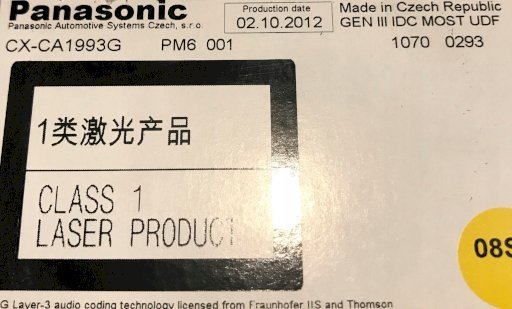 Panasonic
Panasonic Automotive Systems Czech, s.r.o.
Production date
02.10.2012
Made in Czech Republic
GEN III IDC MOST UDF
CX-CA1993G PM6 001
1070 0293
1类激光产品
CLASS 1
LASER PRODUCT
08S
G Layer-3 audio coding technology licensed from Fraunhofer IIS and Thomson